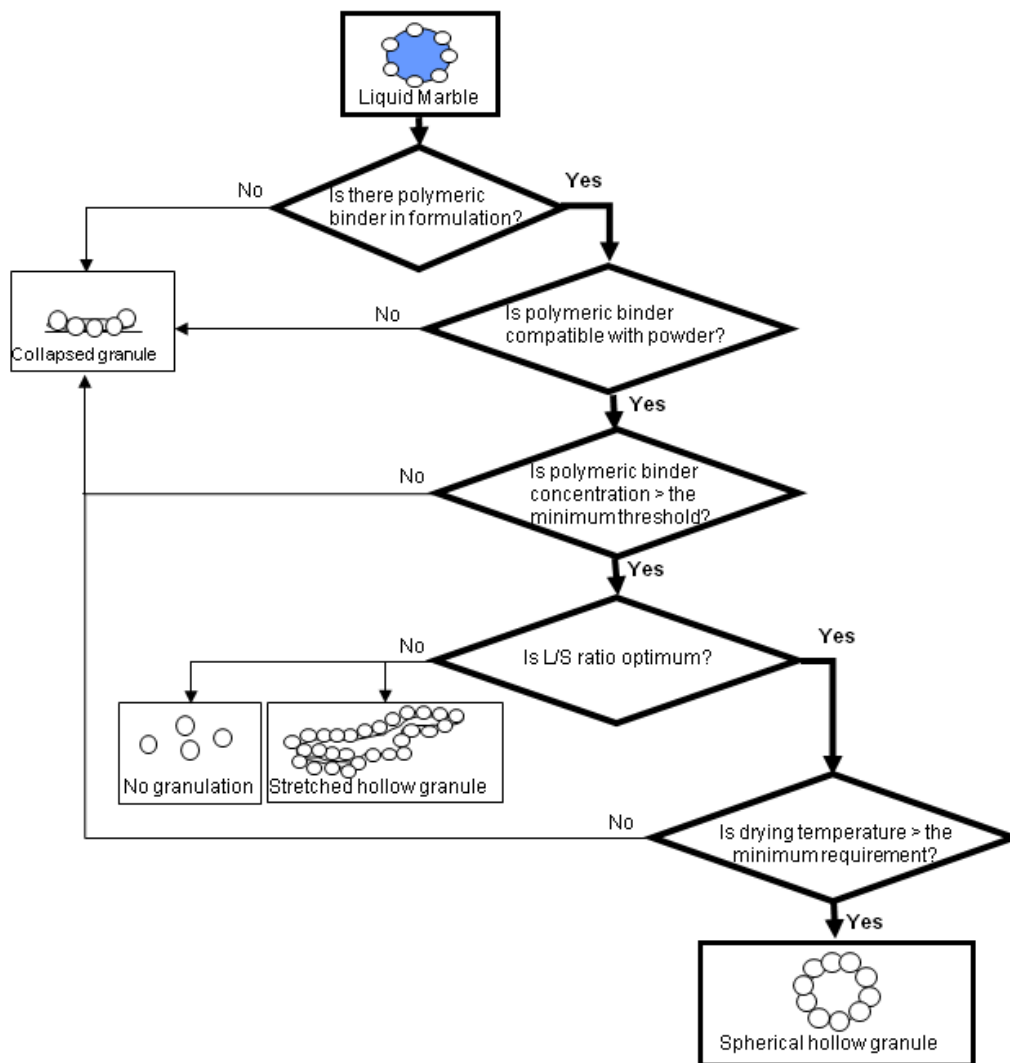 Liquid Marble
No
Yes
Is there polymeric
binder in formulation?
No
Is polymeric binder
compatible with powder?
Collapsed granule
Yes
No
Is polymeric binder
concentration > the
minimum threshold?
Yes
No
Yes
Is L/S ratio optimum?
No granulation
Stretched hollow granule
No
Is drying temperature > the
minimum requirement?
Yes
Spherical hollow granule